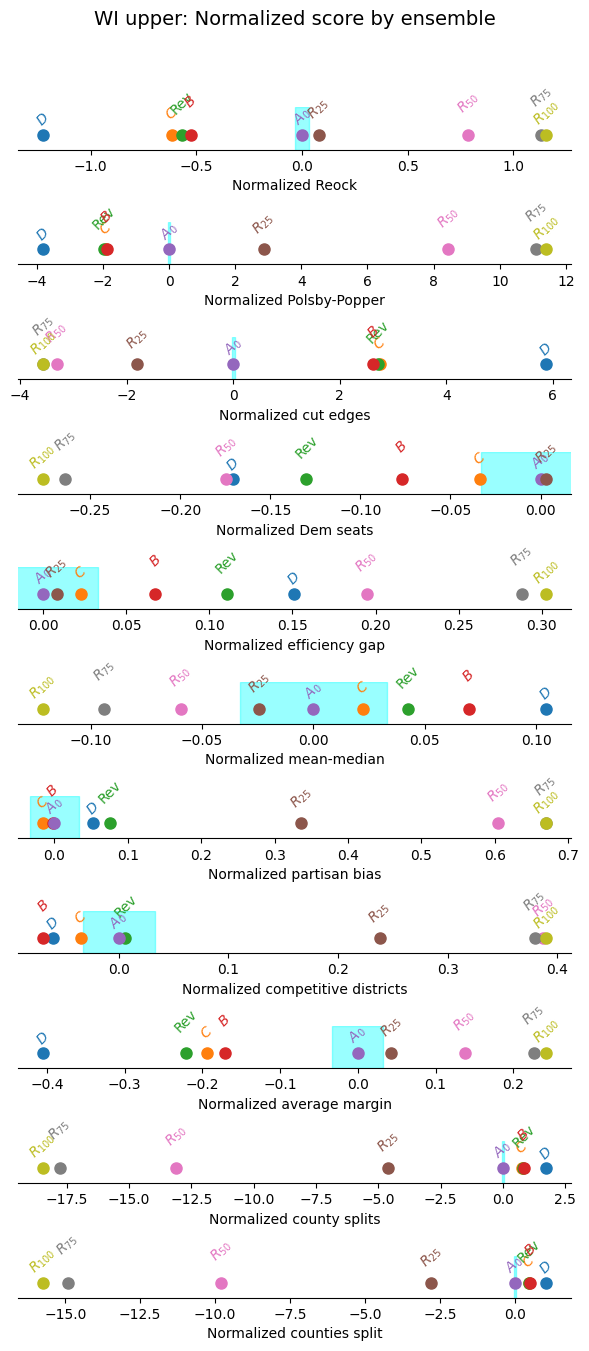 WI upper: Normalized score by ensemble
D C Rev B A0 R25 R50 R75 R100
−1.0 −0.5 0.0 0.5 1.0
Normalized Reock
D Rev B C A0 R25 R50 R75 R100
−4 −2 0 2 4 6 8 10 12
Normalized Polsby-Popper
R75 R100 R50 R25 A0 B Rev C D
−4 −2 0 2 4 6
Normalized cut edges
R100 R75 R50 D Rev B C A0 R25
−0.25 −0.20 −0.15 −0.10 −0.05 0.00
Normalized Dem seats
A0 R25 C B Rev D R50 R75 R100
0.00 0.05 0.10 0.15 0.20 0.25 0.30
Normalized efficiency gap
R100 R75 R50 R25 A0 C Rev B D
−0.10 −0.05 0.00 0.05 0.10
Normalized mean-median
C B A0 D Rev R25 R50 R75 R100
0.0 0.1 0.2 0.3 0.4 0.5 0.6 0.7
Normalized partisan bias
B D C A0 Rev R25 R75 R50 R100
0.0 0.1 0.2 0.3 0.4
Normalized competitive districts
D Rev C B A0 R25 R50 R75 R100
−0.4 −0.3 −0.2 −0.1 0.0 0.1 0.2
Normalized average margin
R100 R75 R50 R25 A0 C B Rev D
−17.5 −15.0 −12.5 −10.0 −7.5 −5.0 −2.5 0.0 2.5
Normalized county splits
R100 R75 R50 R25 A0 C Rev B D
−15.0 −12.5 −10.0 −7.5 −5.0 −2.5 0.0
Normalized counties split